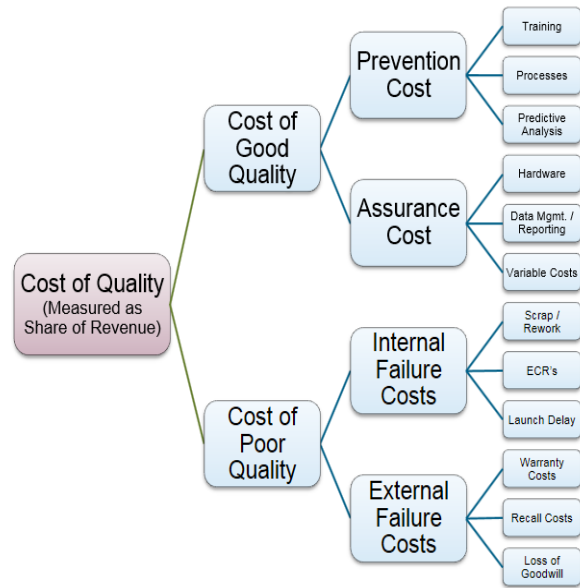 Cost of Quality
(Measured as
Share of Revenue)
Cost of
Good
Quality
Prevention
Cost
Training
Processes
Predictive
Analysis
Assurance
Cost
Hardware
Data Mgmt. /
Reporting
Variable Costs
Cost of
Poor
Quality
Internal
Failure
Costs
Scrap /
Rework
ECR's
Launch Delay
External
Failure
Costs
Warranty
Costs
Recall Costs
Loss of
Goodwill